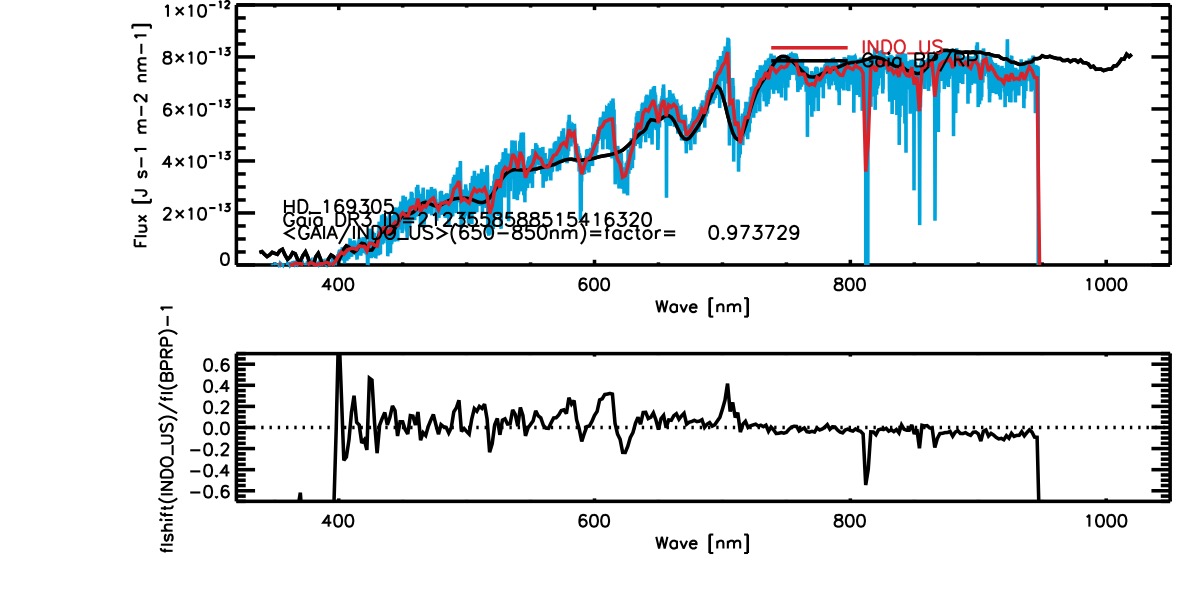 1×10⁻¹²
8×10⁻¹³
6×10⁻¹³
4×10⁻¹³
2×10⁻¹³
0
Flux [J s-1 m-2 nm-1]
INDO_US
Gaia BP_RP
HD_169305
Gaia DR3 ID=2123558588515416320
<GAIA/INDO_US>(650-850nm)=factor= 0.973729
400 600 800 1000
Wave [nm]
0.6
0.4
0.2
0.0
-0.2
-0.4
-0.6
flshift(INDO_US)/fl(BPRP)-1
400 600 800 1000
Wave [nm]